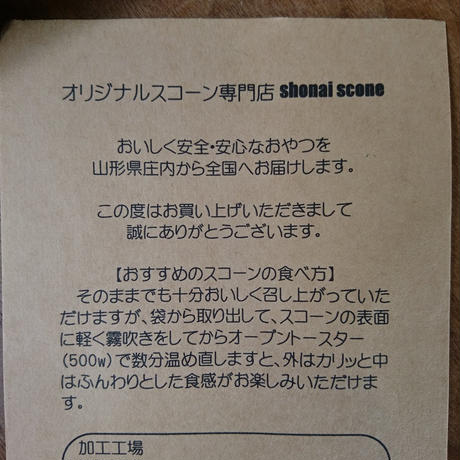 オリジナルスコーン専門店 shonai scone
おいしく安全・安心なおやつを
山形県庄内から全国へお届けします。
この度はお買い上げいただきまして
誠にありがとうございます。
【おすすめのスコーンの食べ方】
そのままでも十分おいしく召し上がっていた
だけますが、袋から取り出して、スコーンの表面
に軽く霧吹きをしてからオーブントースター
(500w)で数分温め直しますと、外はカリッと中
はふんわりとした食感がお楽しみいただけま
す。
加工工場